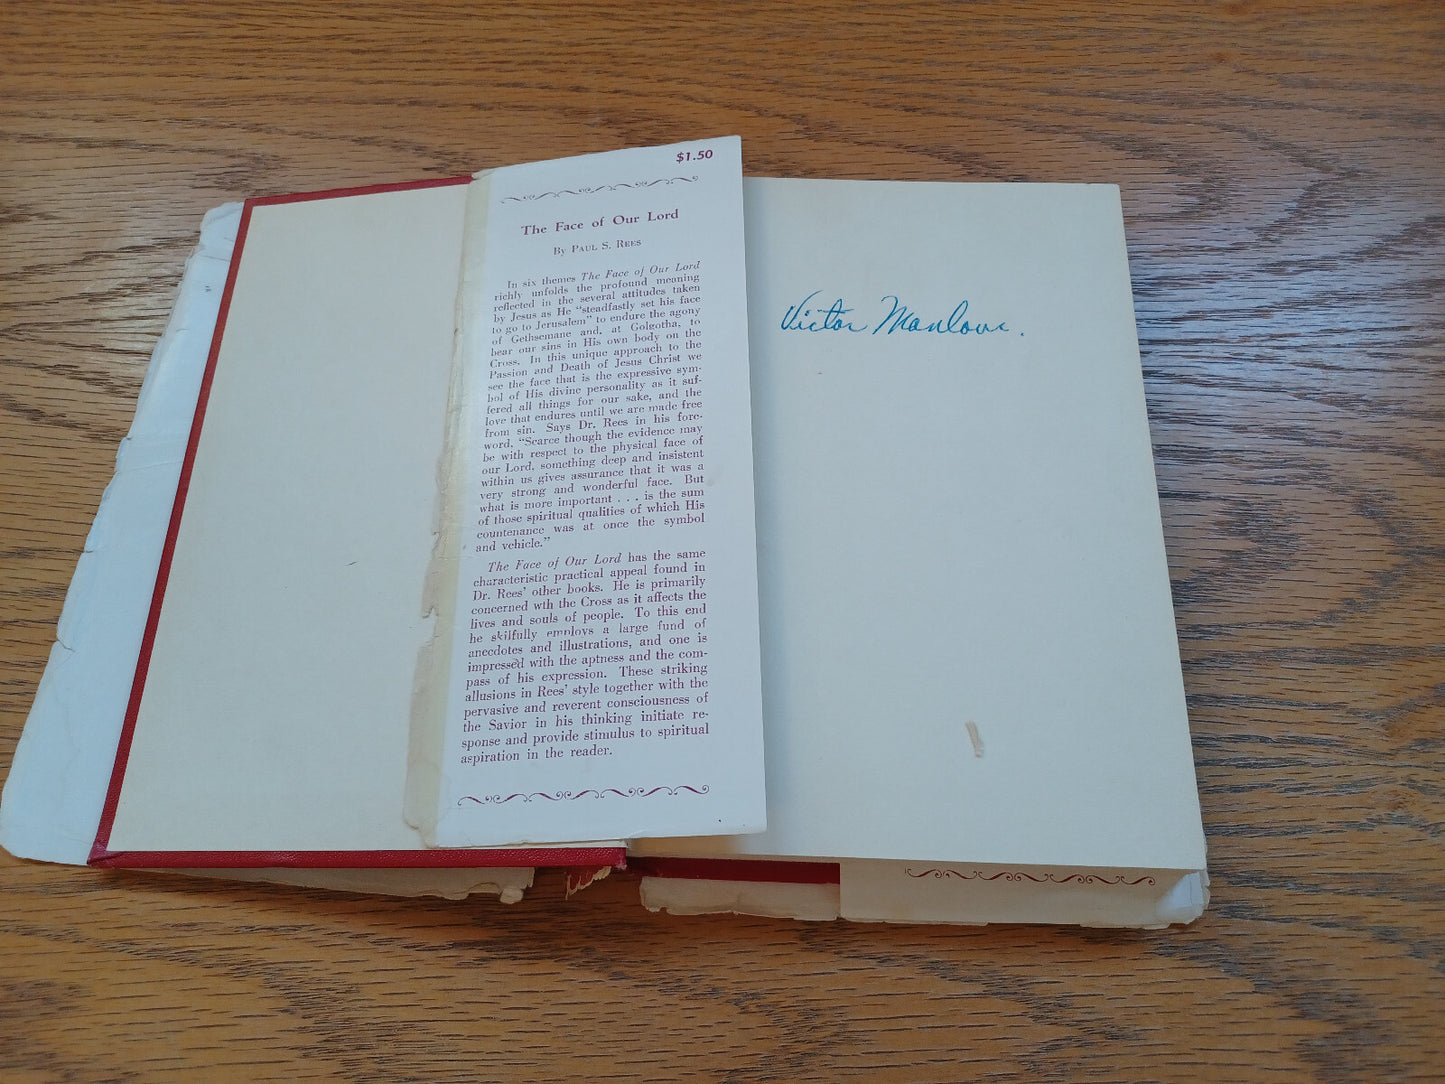 $1.50
The Face of Our Lord
By Paul S. Rees
In six themes The Face of Our Lord
richly unfolds the profound meaning
reflected in the several attitudes taken
by Jesus as He "steadfastly set his face
to go to Jerusalem" to endure the agony
of Gethsemane and, at Golgotha, to
bear our sins in His own body on the
Cross. In this unique approach to the
Passion and Death of Jesus Christ we
see the face that is the expressive sym-
bol of His divine personality as it suf-
fered all things for our sake, and the
love that endures until we are made free
from sin. Says Dr. Rees in his fore-
word, "Scarce though the evidence may
be with respect to the physical face of
our Lord, something deep and insistent
within us gives assurance that it was a
very strong and wonderful face. But
what is more important . . . is the sum
of those spiritual qualities of which His
countenance was at once the symbol
and vehicle."
The Face of Our Lord has the same
characteristic practical appeal found in
Dr. Rees' other books. He is primarily
concerned wth the Cross as it affects the
lives and souls of people. To this end
he skilfully employs a large fund of
anecdotes and illustrations, and one is
impressed with the aptness and the com-
pass of his expression. These striking
allusions in Rees' style together with the
pervasive and reverent consciousness of
the Savior in his thinking initiate re-
sponse and provide stimulus to spiritual
aspiration in the reader.
Victor Manlove.